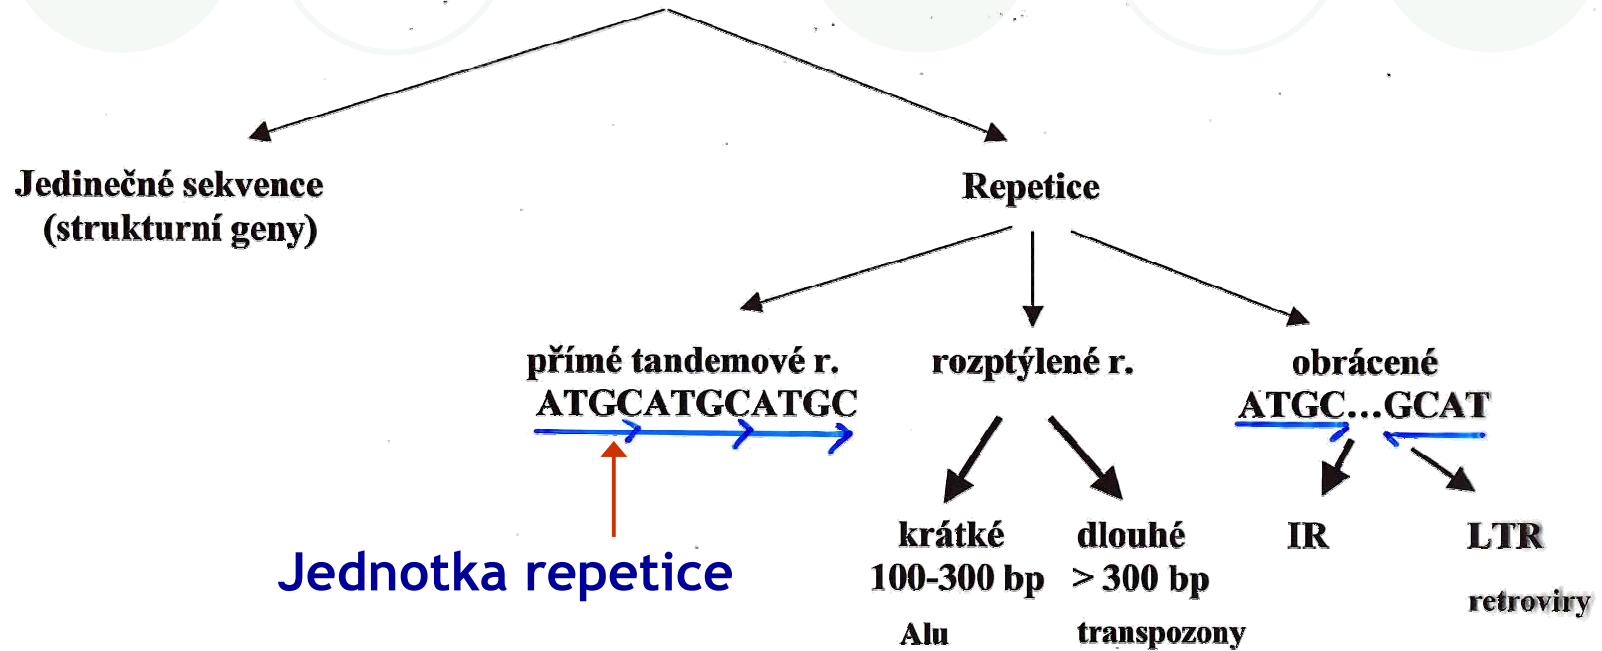 Jedinečné sekvence
(strukturní geny)
Repetice
přímé tandemové r.
ATGCATGCATGC
rozptýlené r.
obrácené
ATGC...GCAT
Jednotka repetice
krátké
100-300 bp
Alu
dlouhé
> 300 bp
transpozony
IR
LTR
retroviry